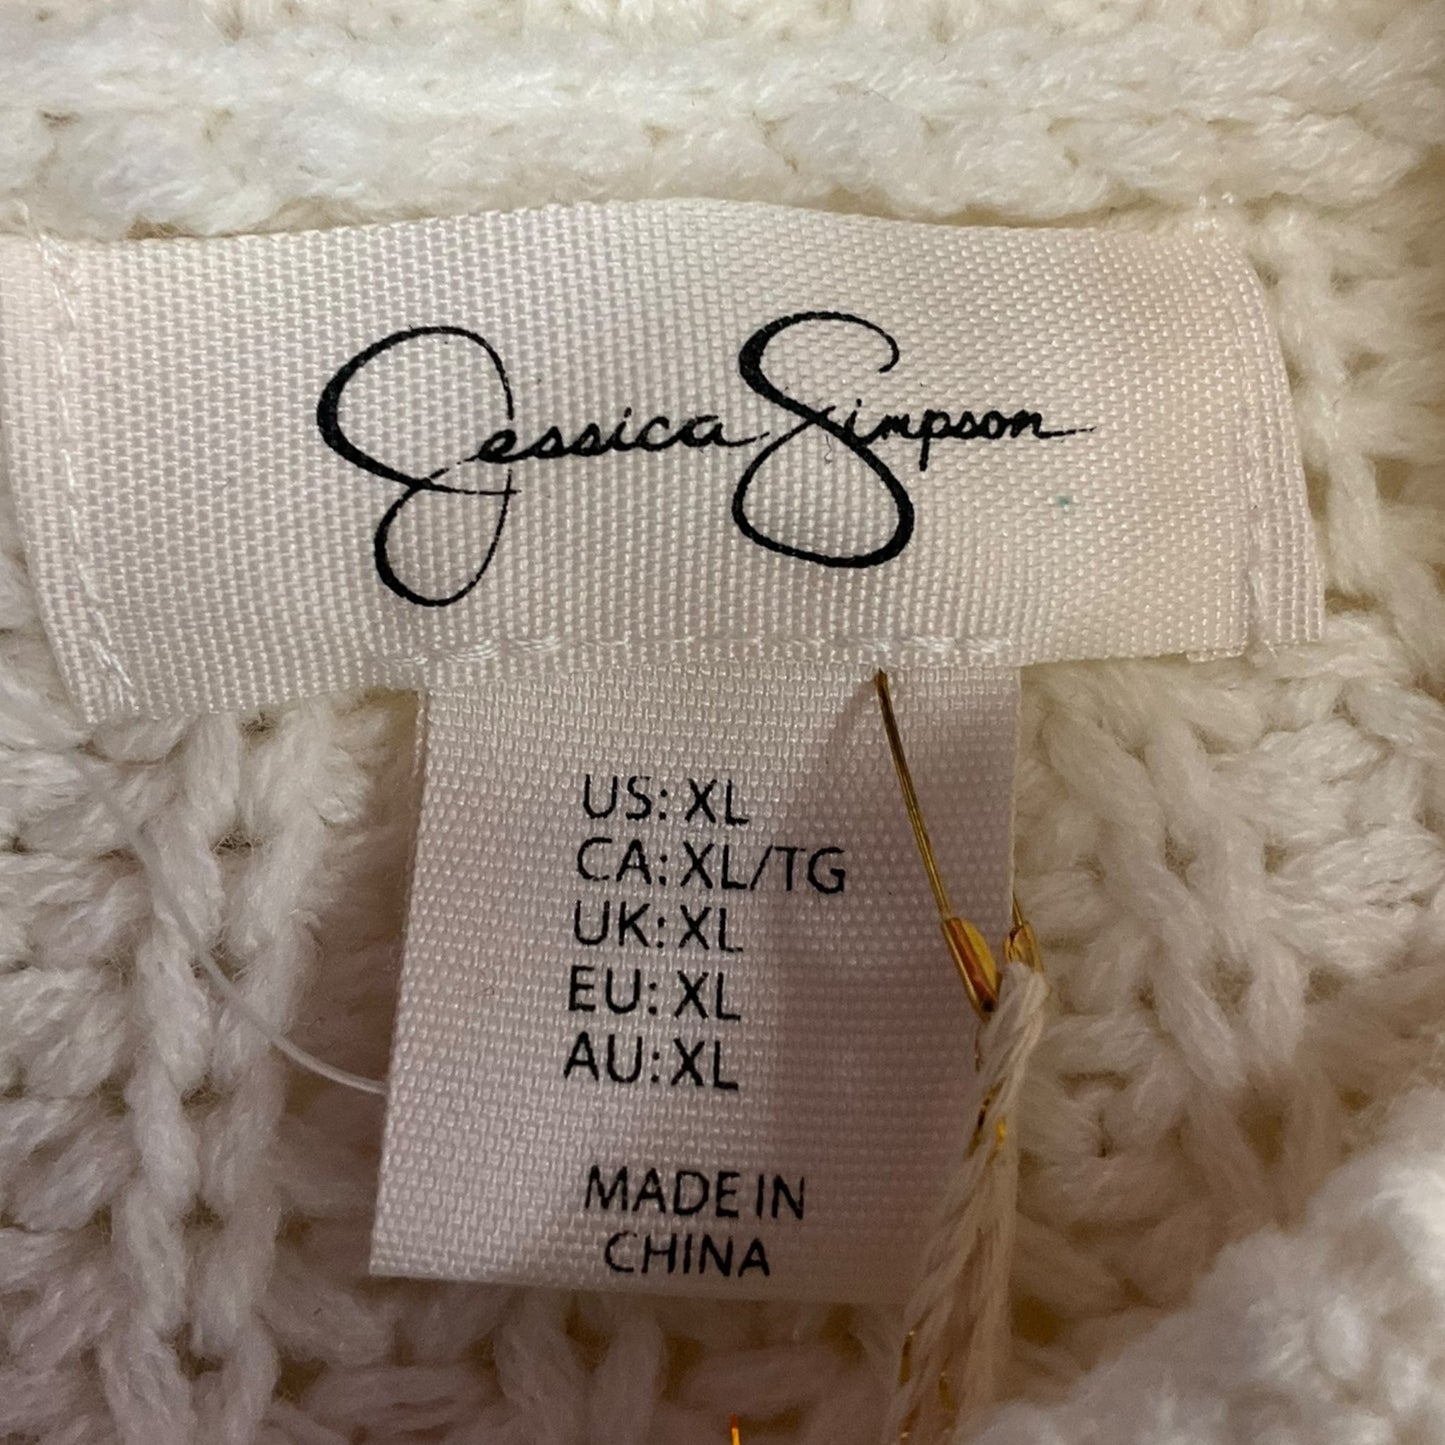 Jessica Simpson
US: XL
CA: XL/TG
UK: XL
EU: XL
AU: XL
MADE IN
CHINA